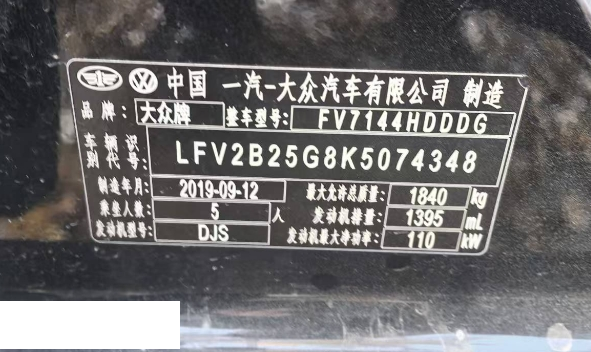 中国 一汽-大众汽车有限公司 制造
品牌: 大众牌 整车型号: FV7144HDDDG
车辆识别代号: LFV2B25G8K5074348
制造年月: 2019-09-12 最大允许总质量: 1840 kg
乘坐人数: 5 人 发动机排量: 1395 mL
发动机型号: DJS 发动机最大净功率: 110 kW